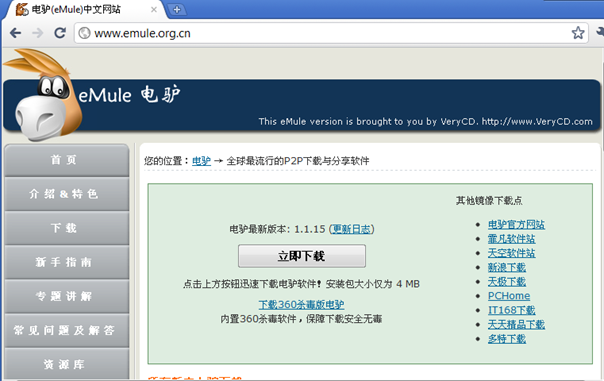 电驴(eMule)中文网站
www.emule.org.cn
eMule 电驴
This eMule version is brought to you by VeryCD. http://www.VeryCD.com
首页
介绍&特色
下载
新手指南
专题讲解
常见问题及解答
资源库
您的位置：电驴 → 全球最流行的P2P下载与分享软件
电驴最新版本: 1.1.15 (更新日志)
立即下载
点击上方按钮迅速下载电驴软件！安装包大小仅为 4 MB
下载360杀毒版电驴
内置360杀毒软件，保障下载安全无毒
其他镜像下载点
电驴官方网站
霏凡软件站
天空软件站
新浪下载
天极下载
PCHome
IT168下载
天天精品下载
多特下载